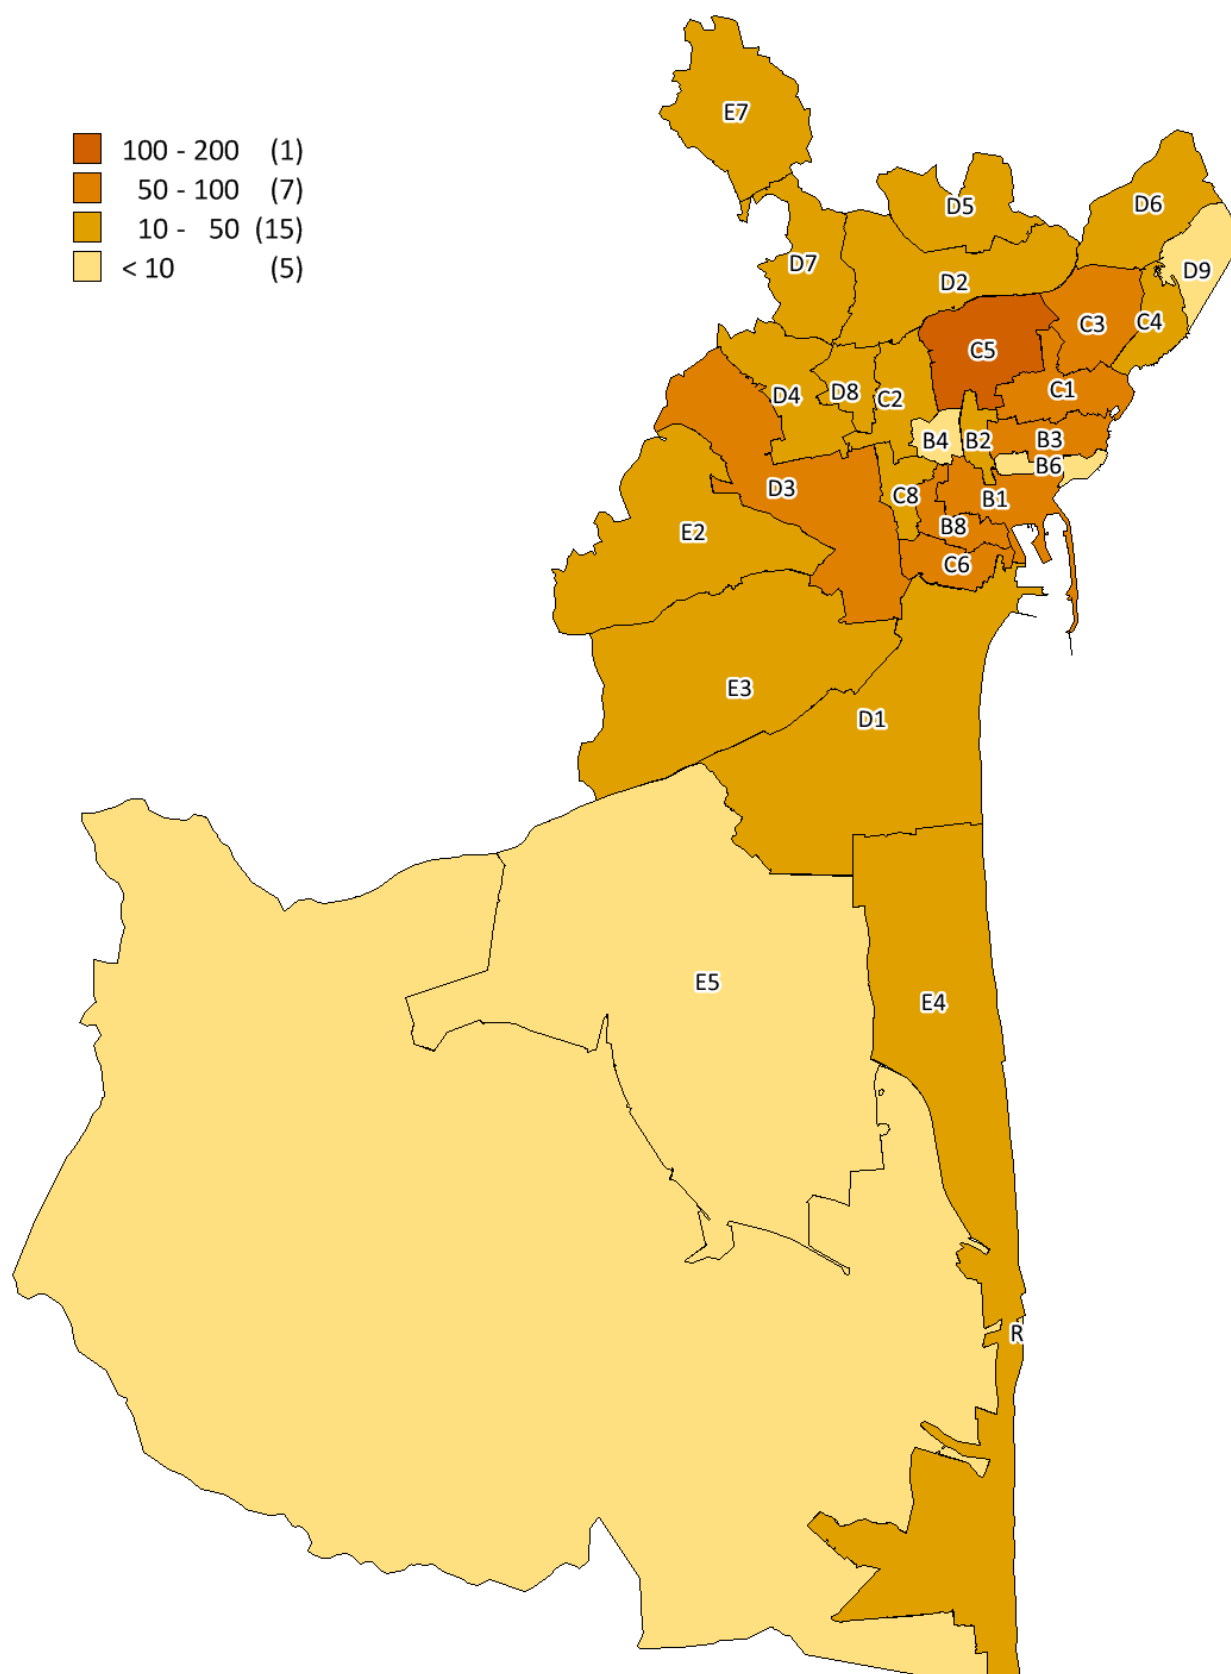 100 - 200 (1)
50 - 100 (7)
10 - 50 (15)
< 10 (5)
E7
D5
D6
D7
D2
D9
C5
C3
C4
D4
D8
C2
C1
B4
B2
B3
B6
D3
C8
B1
B8
E2
C6
E3
D1
E5
E4
R